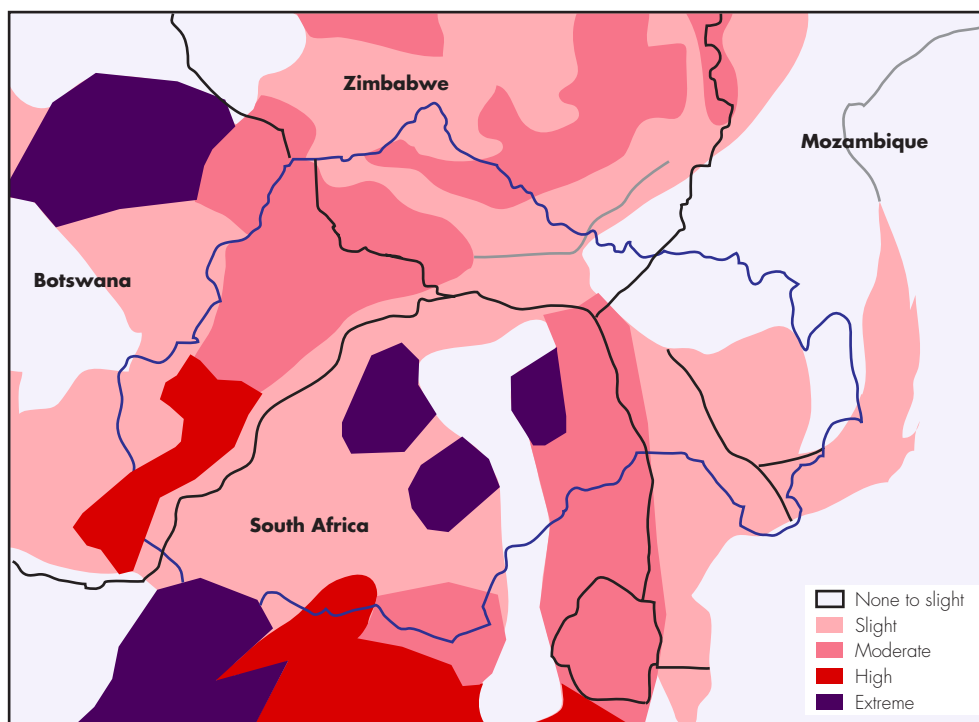 Zimbabwe
Mozambique
Botswana
South Africa
None to slight
Slight
Moderate
High
Extreme